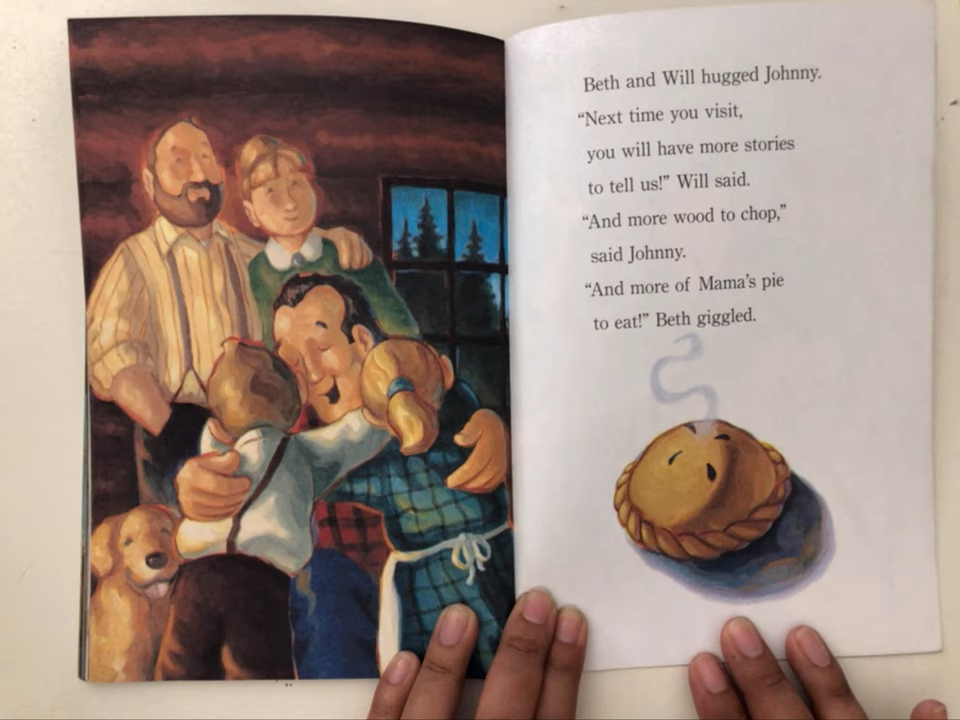 Beth and Will hugged Johnny.
“Next time you visit,
you will have more stories
to tell us!” Will said.
“And more wood to chop,”
said Johnny.
“And more of Mama’s pie
to eat!” Beth giggled.